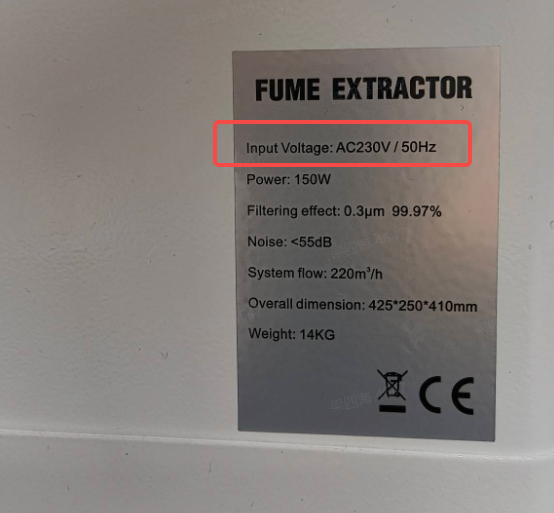 FUME EXTRACTOR
Input Voltage: AC230V / 50Hz
Power: 150W
Filtering effect: 0.3μm 99.97%
Noise: <55dB
System flow: 220m³/h
Overall dimension: 425*250*410mm
Weight: 14KG
CE